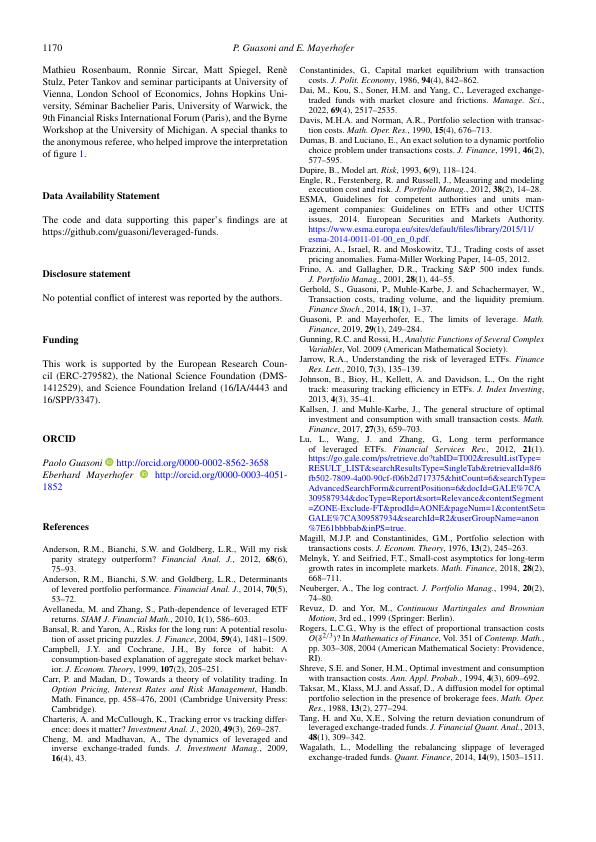 1170
P. Guasoni and E. Mayerhofer
Mathieu Rosenbaum, Ronnie Sircar, Matt Spiegel, Renè
Stulz, Peter Tankov and seminar participants at University of
Vienna, London School of Economics, Johns Hopkins Uni-
versity, Séminar Bachelier Paris, University of Warwick, the
9th Financial Risks International Forum (Paris), and the Byrne
Workshop at the University of Michigan. A special thanks to
the anonymous referee, who helped improve the interpretation
of figure 1.
Data Availability Statement
The code and data supporting this paper's findings are at
https://github.com/guasoni/leveraged-funds.
Disclosure statement
No potential conflict of interest was reported by the authors.
Funding
This work is supported by the European Research Coun-
cil (ERC-279582), the National Science Foundation (DMS-
1412529), and Science Foundation Ireland (16/IA/4443 and
16/SPP/3347).
ORCID
Paolo Guasoni http://orcid.org/0000-0002-8562-3658
Eberhard Mayerhofer http://orcid.org/0000-0003-4051-
1852
References
Anderson, R.M., Bianchi, S.W. and Goldberg, L.R., Will my risk
parity strategy outperform? Financial Anal. J., 2012, 68(6),
75–93.
Anderson, R.M., Bianchi, S.W. and Goldberg, L.R., Determinants
of levered portfolio performance. Financial Anal. J., 2014, 70(5),
53–72.
Avellaneda, M. and Zhang, S., Path-dependence of leveraged ETF
returns. SIAM J. Financial Math., 2010, 1(1), 586–603.
Bansal, R. and Yaron, A., Risks for the long run: A potential resolu-
tion of asset pricing puzzles. J. Finance, 2004, 59(4), 1481–1509.
Campbell, J.Y. and Cochrane, J.H., By force of habit: A
consumption-based explanation of aggregate stock market behav-
ior. J. Econom. Theory, 1999, 107(2), 205–251.
Carr, P. and Madan, D., Towards a theory of volatility trading. In
Option Pricing, Interest Rates and Risk Management, Handb.
Math. Finance, pp. 458–476, 2001 (Cambridge University Press:
Cambridge).
Charteris, A. and McCullough, K., Tracking error vs tracking differ-
ence: does it matter? Investment Anal. J., 2020, 49(3), 269–287.
Cheng, M. and Madhavan, A., The dynamics of leveraged and
inverse exchange-traded funds. J. Investment Manag., 2009,
16(4), 43.
Constantinides, G., Capital market equilibrium with transaction
costs. J. Polit. Economy, 1986, 94(4), 842–862.
Dai, M., Kou, S., Soner, H.M. and Yang, C., Leveraged exchange-
traded funds with market closure and frictions. Manage. Sci.,
2022, 69(4), 2517–2535.
Davis, M.H.A. and Norman, A.R., Portfolio selection with transac-
tion costs. Math. Oper. Res., 1990, 15(4), 676–713.
Dumas, B. and Luciano, E., An exact solution to a dynamic portfolio
choice problem under transactions costs. J. Finance, 1991, 46(2),
577–595.
Dupire, B., Model art. Risk, 1993, 6(9), 118–124.
Engle, R., Ferstenberg, R. and Russell, J., Measuring and modeling
execution cost and risk. J. Portfolio Manag., 2012, 38(2), 14–28.
ESMA, Guidelines for competent authorities and units man-
agement companies: Guidelines on ETFs and other UCITS
issues, 2014. European Securities and Markets Authority.
https://www.esma.europa.eu/sites/default/files/library/2015/11/
esma-2014-0011-01-00_en_0.pdf.
Frazzini, A., Israel, R. and Moskowitz, T.J., Trading costs of asset
pricing anomalies. Fama-Miller Working Paper, 14–05, 2012.
Frino, A. and Gallagher, D.R., Tracking S&P 500 index funds.
J. Portfolio Manag., 2001, 28(1), 44–55.
Gerhold, S., Guasoni, P., Muhle-Karbe, J. and Schachermayer, W.,
Transaction costs, trading volume, and the liquidity premium.
Finance Stoch., 2014, 18(1), 1–37.
Guasoni, P. and Mayerhofer, E., The limits of leverage. Math.
Finance, 2019, 29(1), 249–284.
Gunning, R.C. and Rossi, H., Analytic Functions of Several Complex
Variables, Vol. 2009 (American Mathematical Society).
Jarrow, R.A., Understanding the risk of leveraged ETFs. Finance
Res. Lett., 2010, 7(3), 135–139.
Johnson, B., Bioy, H., Kellett, A. and Davidson, L., On the right
track: measuring tracking efficiency in ETFs. J. Index Investing,
2013, 4(3), 35–41.
Kallsen, J. and Muhle-Karbe, J., The general structure of optimal
investment and consumption with small transaction costs. Math.
Finance, 2017, 27(3), 659–703.
Lu, L., Wang, J. and Zhang, G., Long term performance
of leveraged ETFs. Financial Services Rev., 2012, 21(1).
https://go.gale.com/ps/retrieve.do?tabID=T002&resultListType=
RESULT_LIST&searchResultsType=SingleTab&retrievalId=8f6
fb502-7809-4a00-90cf-f06b2d717375&hitCount=6&searchType=
AdvancedSearchForm&currentPosition=6&docId=GALE%7CA
309587934&docType=Report&sort=Relevance&contentSegment
=ZONE-Exclude-FT&prodId=AONE&pageNum=1&contentSet=
GALE%7CA309587934&searchId=R2&userGroupName=anon
%7E61bbbbab&inPS=true.
Magill, M.J.P. and Constantinides, G.M., Portfolio selection with
transactions costs. J. Econom. Theory, 1976, 13(2), 245–263.
Melnyk, Y. and Seifried, F.T., Small-cost asymptotics for long-term
growth rates in incomplete markets. Math. Finance, 2018, 28(2),
668–711.
Neuberger, A., The log contract. J. Portfolio Manag., 1994, 20(2),
74–80.
Revuz, D. and Yor, M., Continuous Martingales and Brownian
Motion, 3rd ed., 1999 (Springer: Berlin).
Rogers, L.C.G., Why is the effect of proportional transaction costs
O(δ^{2/3})? In Mathematics of Finance, Vol. 351 of Contemp. Math.,
pp. 303–308, 2004 (American Mathematical Society: Providence,
RI).
Shreve, S.E. and Soner, H.M., Optimal investment and consumption
with transaction costs. Ann. Appl. Probab., 1994, 4(3), 609–692.
Taksar, M., Klass, M.J. and Assaf, D., A diffusion model for optimal
portfolio selection in the presence of brokerage fees. Math. Oper.
Res., 1988, 13(2), 277–294.
Tang, H. and Xu, X.E., Solving the return deviation conundrum of
leveraged exchange-traded funds. J. Financial Quant. Anal., 2013,
48(1), 309–342.
Wagalath, L., Modelling the rebalancing slippage of leveraged
exchange-traded funds. Quant. Finance, 2014, 14(9), 1503–1511.